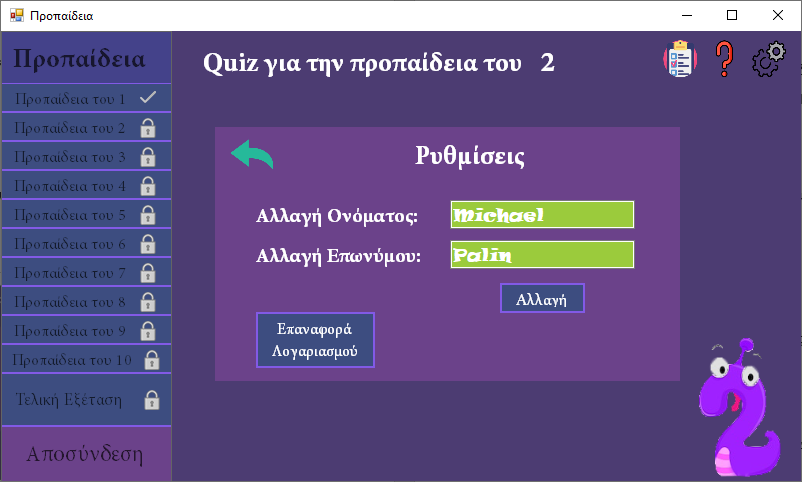 Προπαίδεια
Προπαίδεια
Προπαίδεια του 1
Προπαίδεια του 2
Προπαίδεια του 3
Προπαίδεια του 4
Προπαίδεια του 5
Προπαίδεια του 6
Προπαίδεια του 7
Προπαίδεια του 8
Προπαίδεια του 9
Προπαίδεια του 10
Τελική Εξέταση
Αποσύνδεση
Quiz για την προπαίδεια του 2
Ρυθμίσεις
Αλλαγή Ονόματος: Michael
Αλλαγή Επωνύμου: Palin
Αλλαγή
Επαναφορά
Λογαριασμού